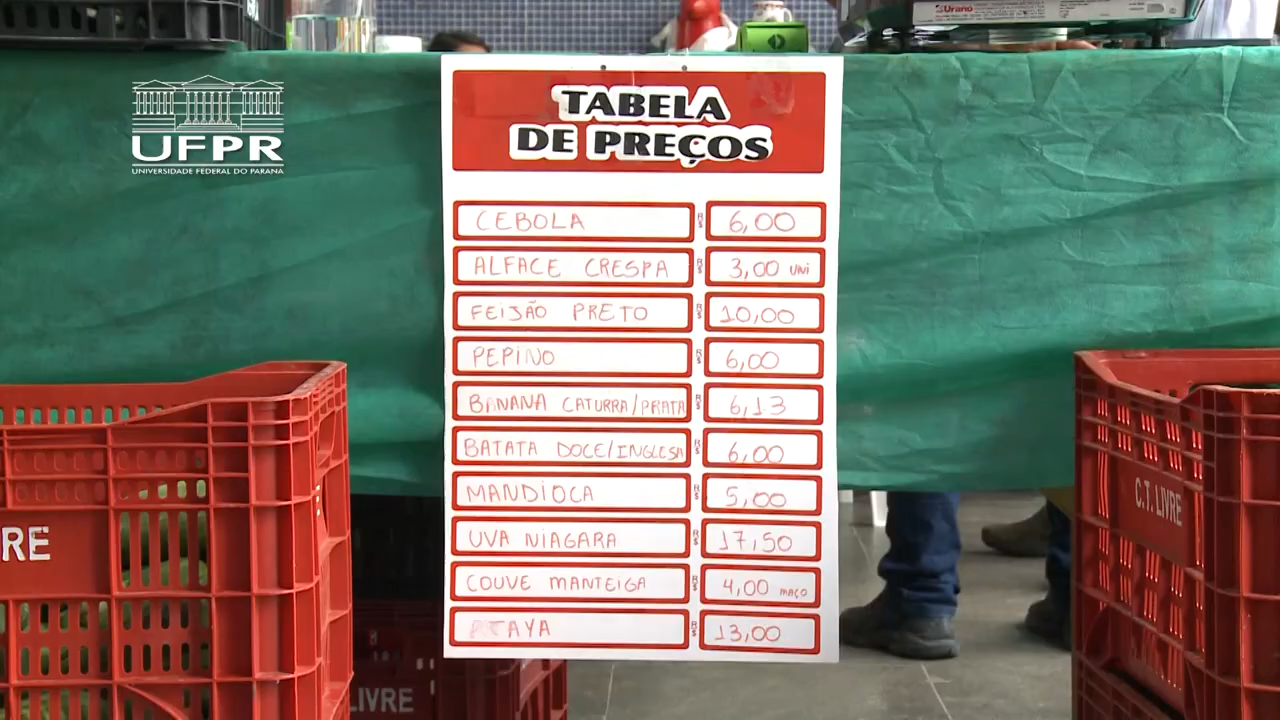 Urano
UFPR
UNIVERSIDADE FEDERAL DO PARANÁ
TABELA
DE PREÇOS
CEBOLA R$ 6,00
ALFACE CRESPA R$ 3,00 UNI
FEIJÃO PRETO R$ 10,00
PEPINO R$ 6,00
BANANA CATURRA/PRATA R$ 6,13
BATATA DOCE/INGLESA R$ 6,00
MANDIOCA R$ 5,00
UVA NIAGARA R$ 17,50
COUVE MANTEIGA R$ 4,00 MAÇO
R$ 13,00
RE
C.T. LIVRE
LIVRE